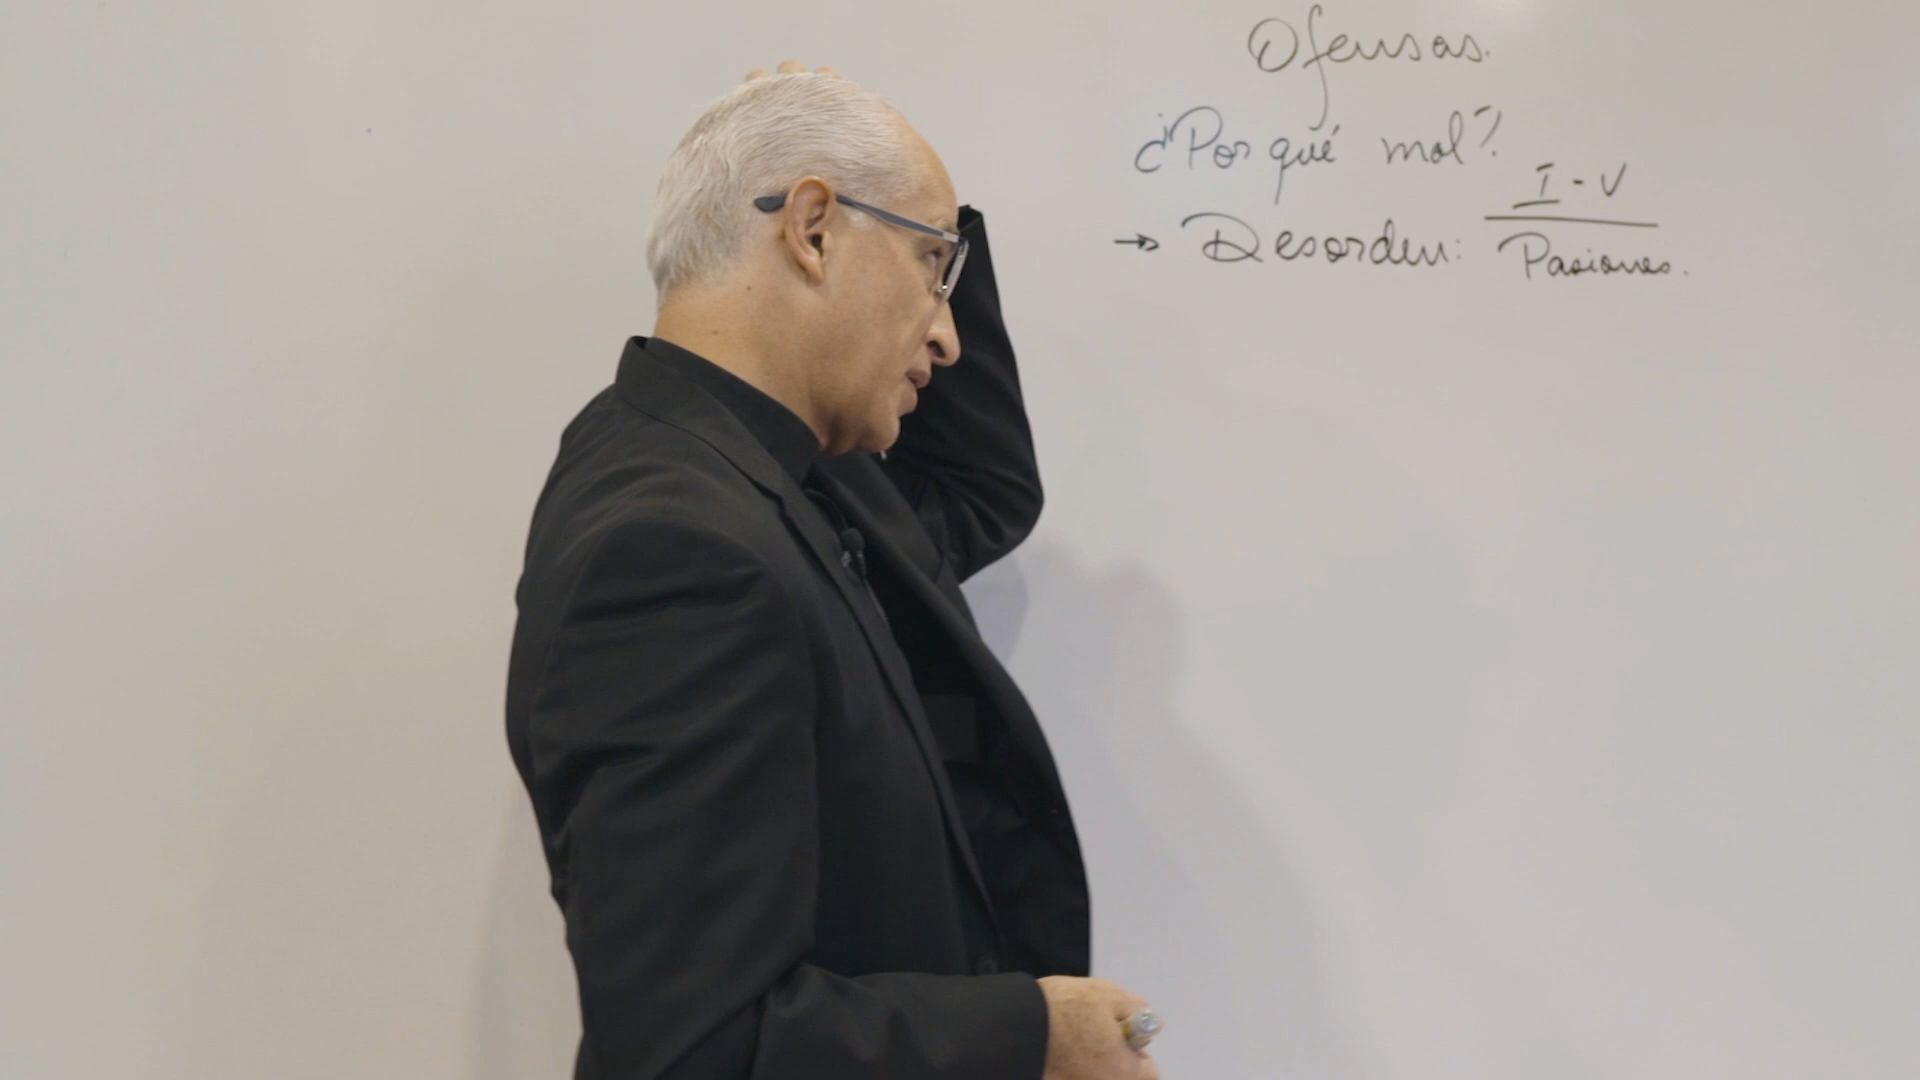 Ofensas.
¿Por qué mal?
→ Desorden: I - V
Pasiones.